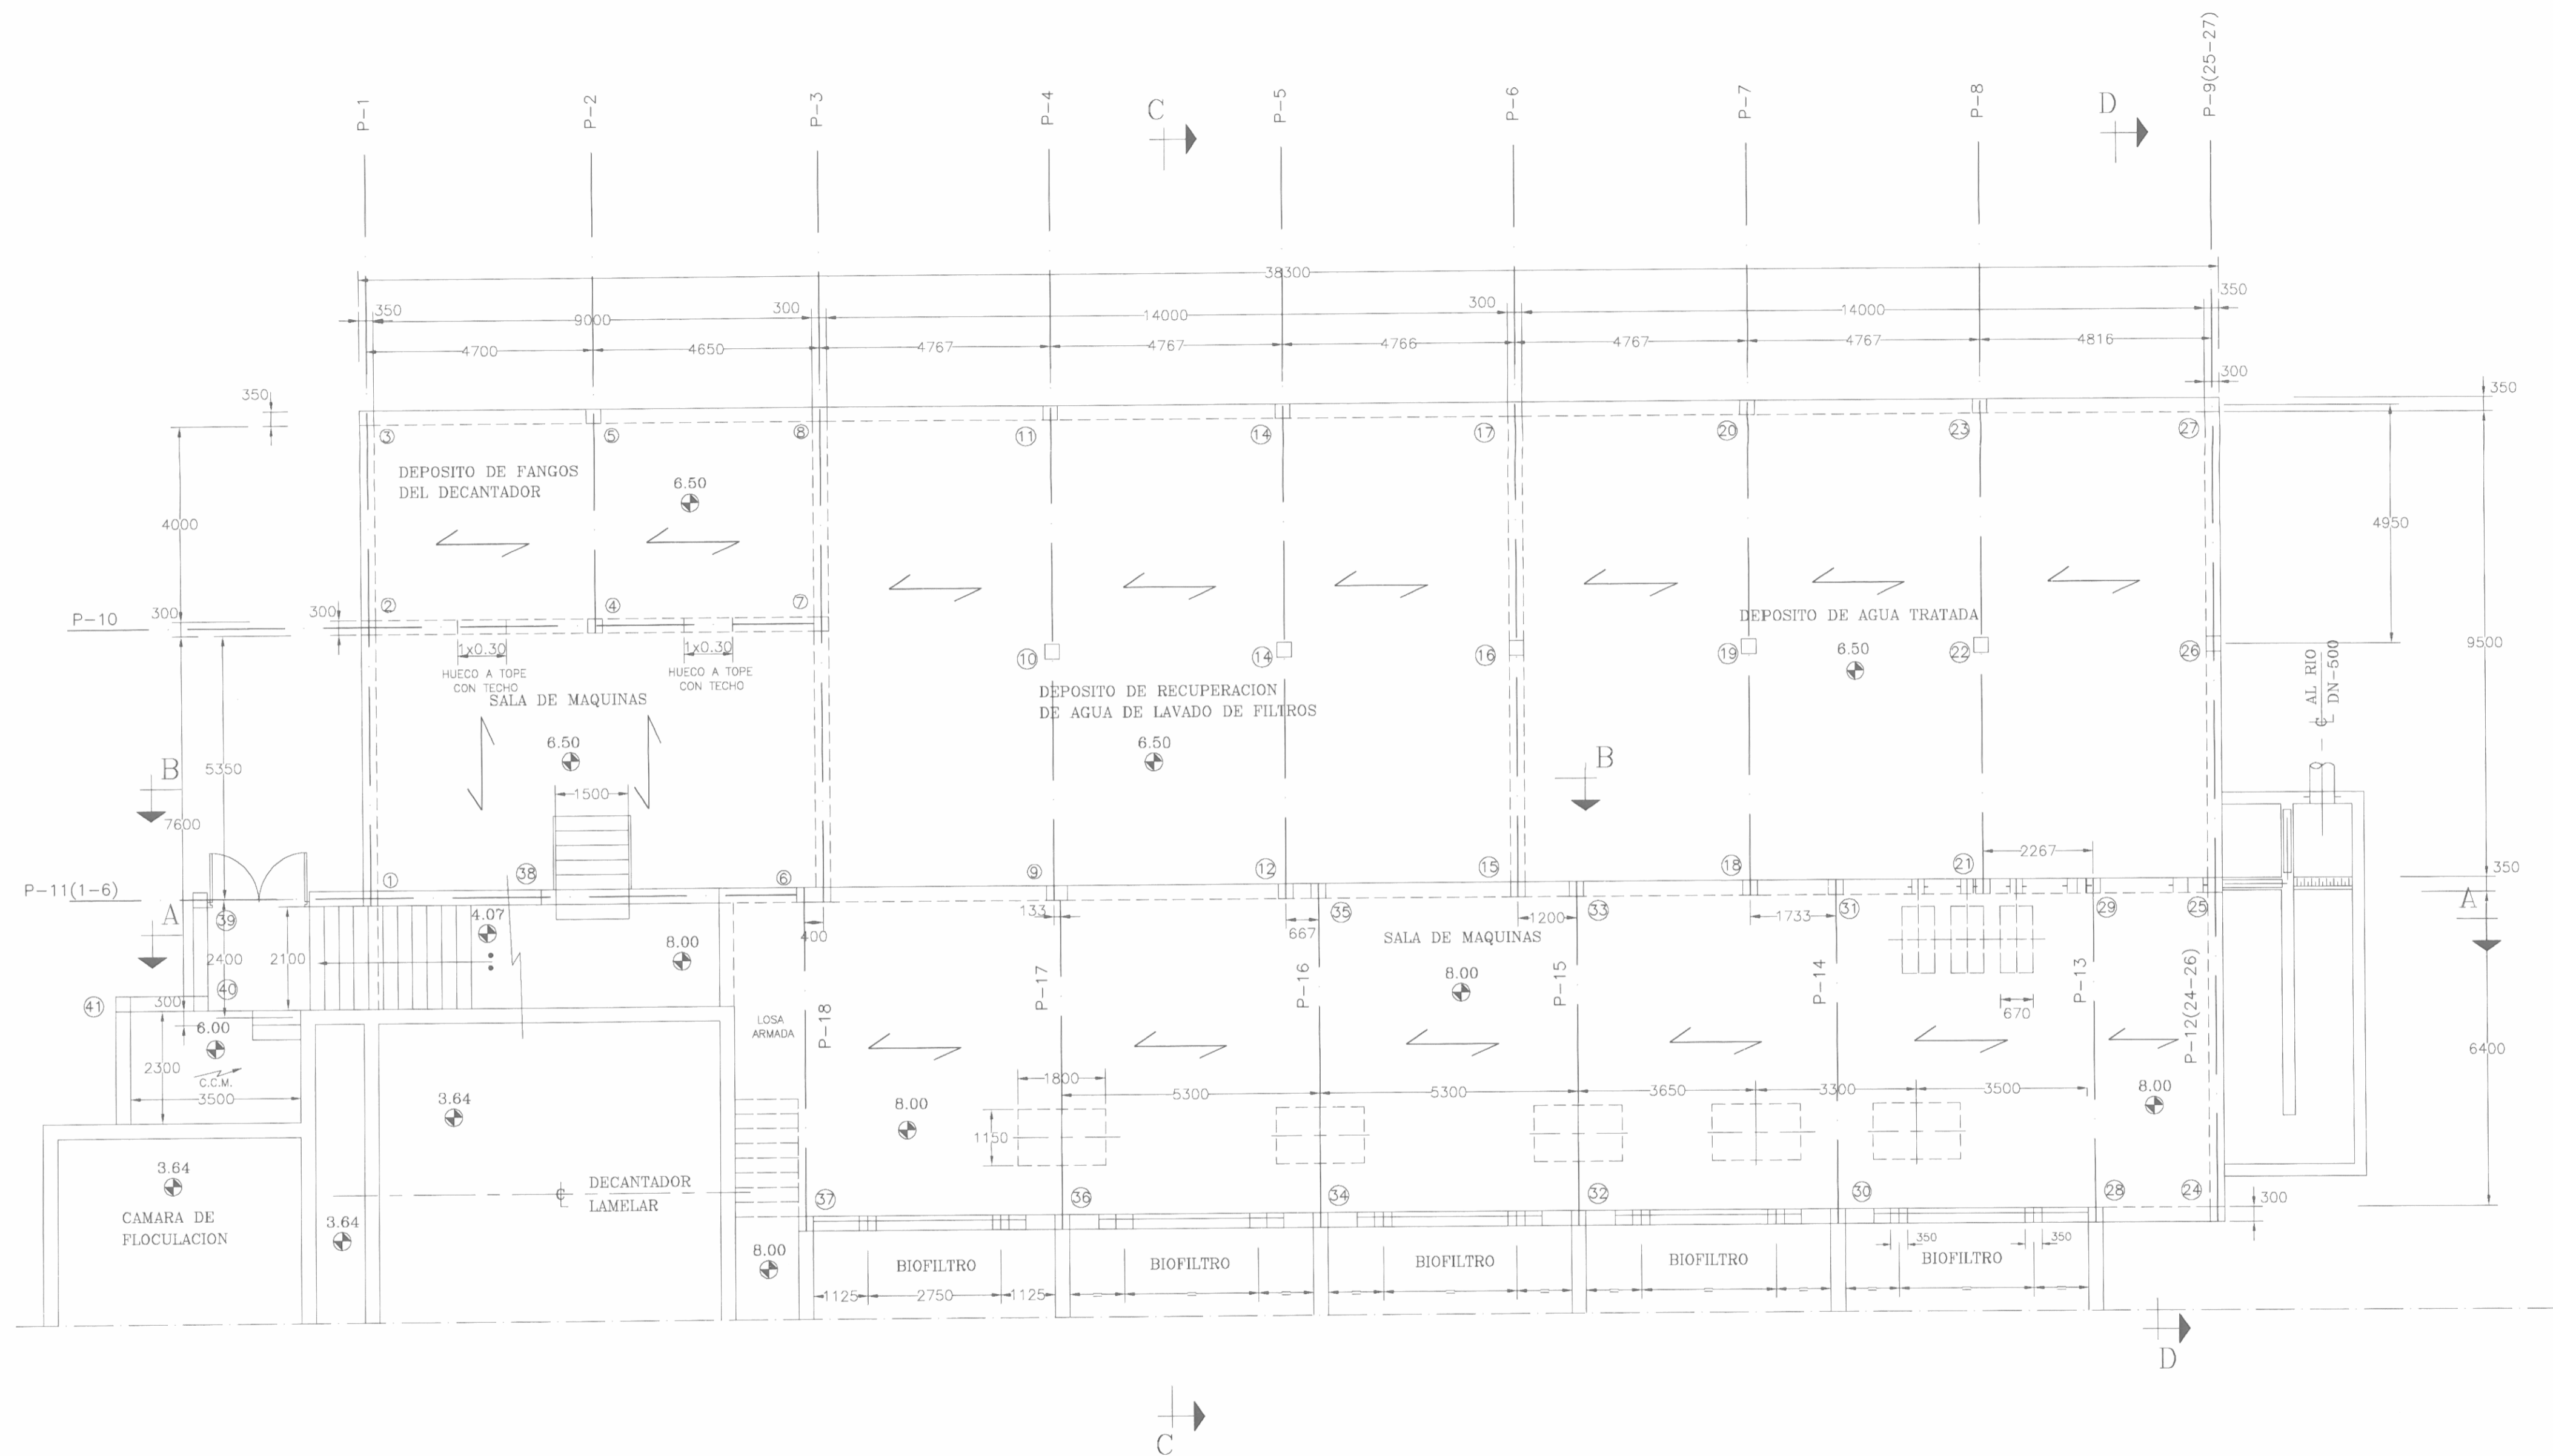 P-1
P-2
P-3
P-4
C
P-5
P-6
P-7
P-8
D
P-9(25-27)
38300
350
9000
300
14000
300
14000
350
4700
4650
4767
4767
4766
4767
4767
4816
300
350
350
3
5
8
11
14
17
20
23
27
DEPOSITO DE FANGOS
DEL DECANTADOR
6.50
4000
4950
P-10
300
300
2
4
7
DEPOSITO DE AGUA TRATADA
6.50
9500
1x0.30
HUECO A TOPE
CON TECHO
1x0.30
HUECO A TOPE
CON TECHO
10
14
16
19
22
26
SALA DE MAQUINAS
6.50
DEPOSITO DE RECUPERACION
DE AGUA DE LAVADO DE FILTROS
6.50
AL RIO
DN-500
B
5350
7600
1500
B
2267
350
P-11(1-6)
1
38
6
9
12
15
18
21
A
39
4.07
8.00
400
133
667
35
1200
33
1733
31
29
25
A
2400
2100
40
41
300
SALA DE MAQUINAS
8.00
6.00
2300
C.C.M.
3500
LOSA
ARMADA
P-18
P-17
P-16
P-15
P-14
P-13
P-12(24-26)
670
6400
3.64
1800
5300
5300
3650
3300
3500
8.00
8.00
1150
3.64
CAMARA DE
FLOCULACION
3.64
DECANTADOR
LAMELAR
37
36
34
32
30
28
24
300
8.00
BIOFILTRO
BIOFILTRO
BIOFILTRO
BIOFILTRO
BIOFILTRO
350
350
1125
2750
1125
=
=
=
=
=
=
=
=
=
=
=
=
D
C